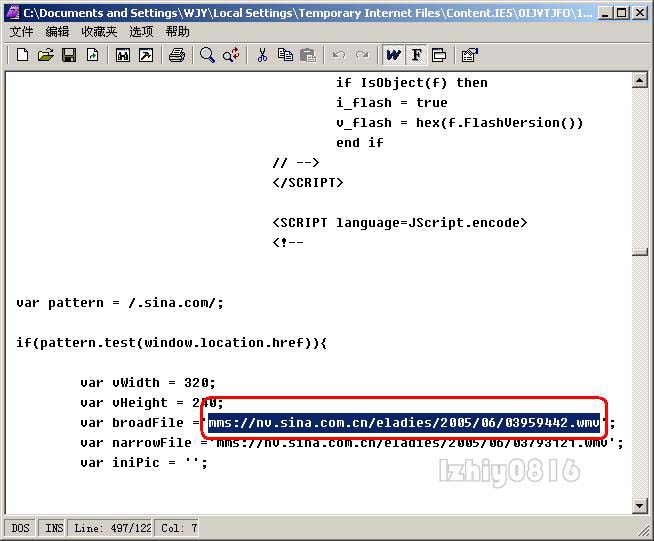 C:\Documents and Settings\WJY\Local Settings\Temporary Internet Files\Content.IE5\0IJVTJFO\1...
文件 编辑 收藏夹 选项 帮助
W F
if IsObject(f) then
i_flash = true
v_flash = hex(f.FlashVersion())
end if
// -->
</SCRIPT>
<SCRIPT language=JScript.encode>
<!--
var pattern = /.sina.com/;
if(pattern.test(window.location.href)){
var vWidth = 320;
var vHeight = 240;
var broadFile ='mms://nv.sina.com.cn/eladies/2005/06/03959442.wmv';
var narrowFile ='mms://nv.sina.com.cn/eladies/2005/06/03793121.wmv';
var iniPic = '';
lzhiy0816
DOS INS Line: 497/122 Col: 7